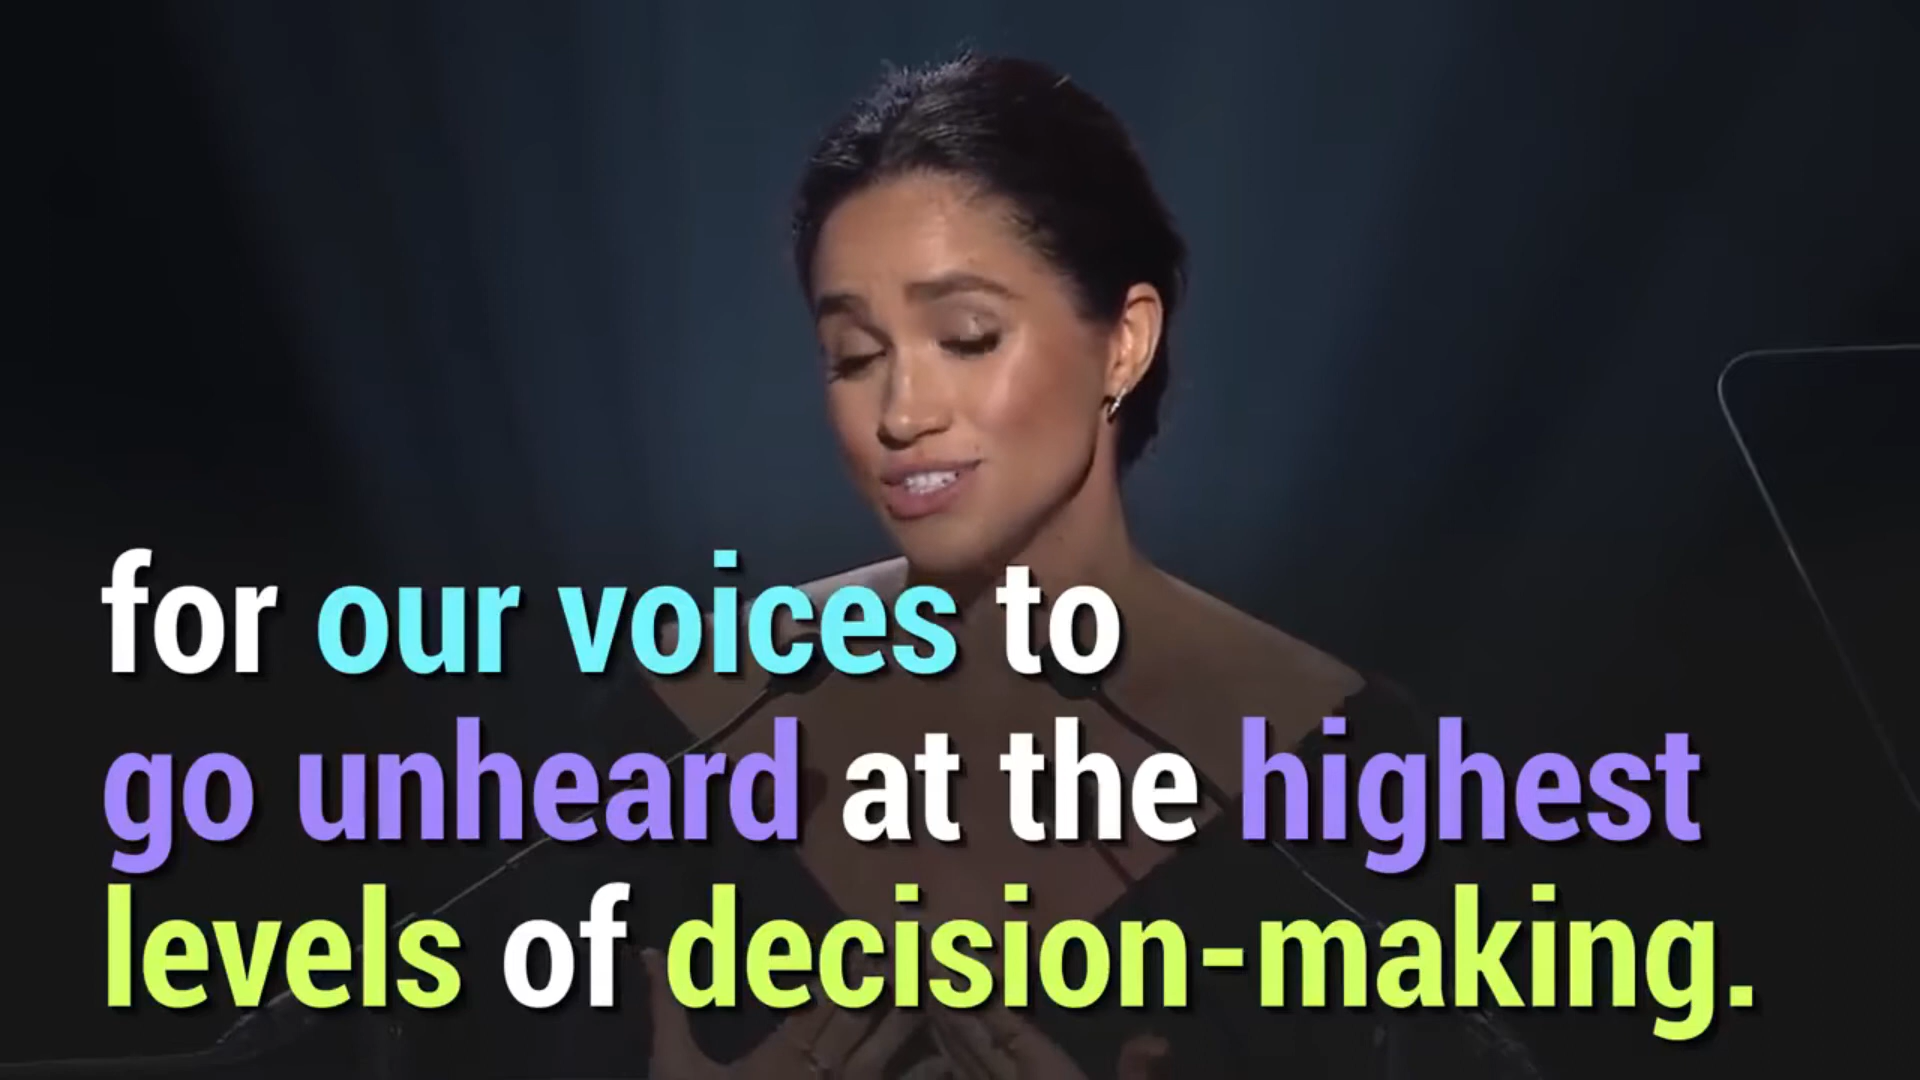 for our voices to
go unheard at the highest
levels of decision-making.